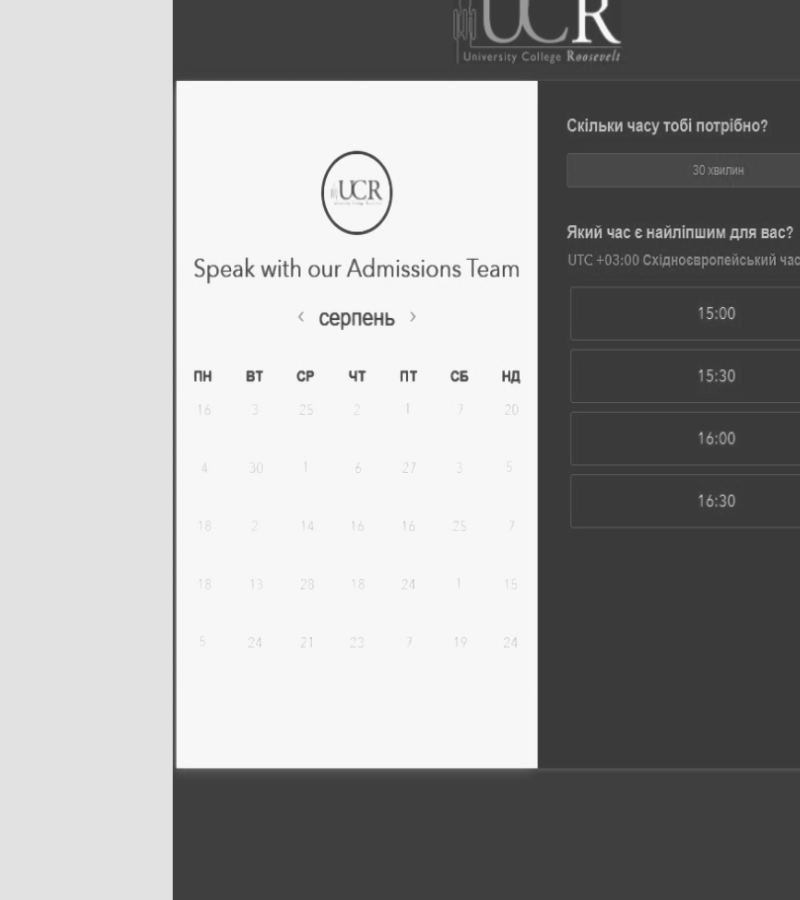 UCR
University College Roosevelt
UCR
Speak with our Admissions Team
‹ серпень ›
ПН ВТ СР ЧТ ПТ СБ НД
16 3 25 2 1 7 20
4 30 1 6 27 3 5
18 2 14 16 16 25 7
18 13 28 18 24 1 15
5 24 21 23 7 19 24
Скільки часу тобі потрібно?
30 хвилин
Який час є найліпшим для вас?
UTC +03:00 Східноєвропейський час
15:00
15:30
16:00
16:30